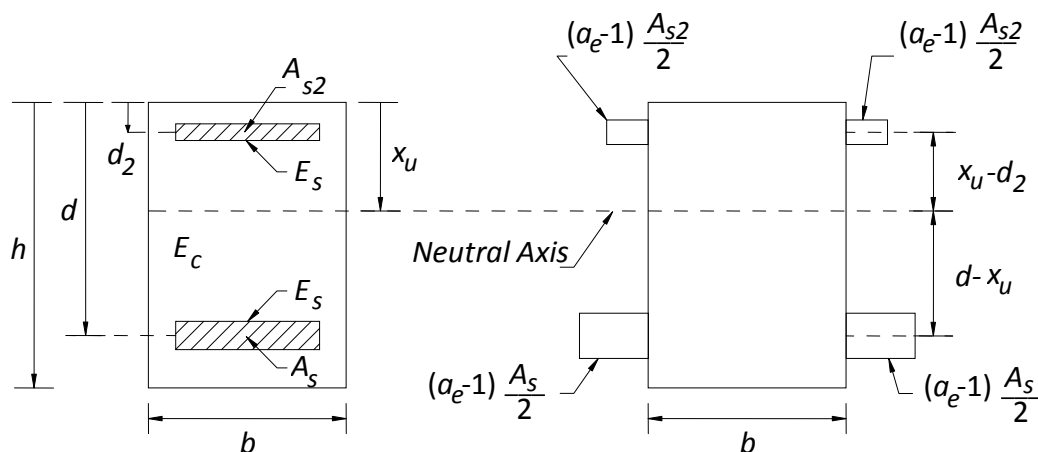 (a_e-1) A_s2/2
(a_e-1) A_s2/2
A_s2
d_2
E_s
x_u
x_u-d_2
d
h
E_c
Neutral Axis
E_s
d-x_u
A_s
(a_e-1) A_s/2
(a_e-1) A_s/2
b
b